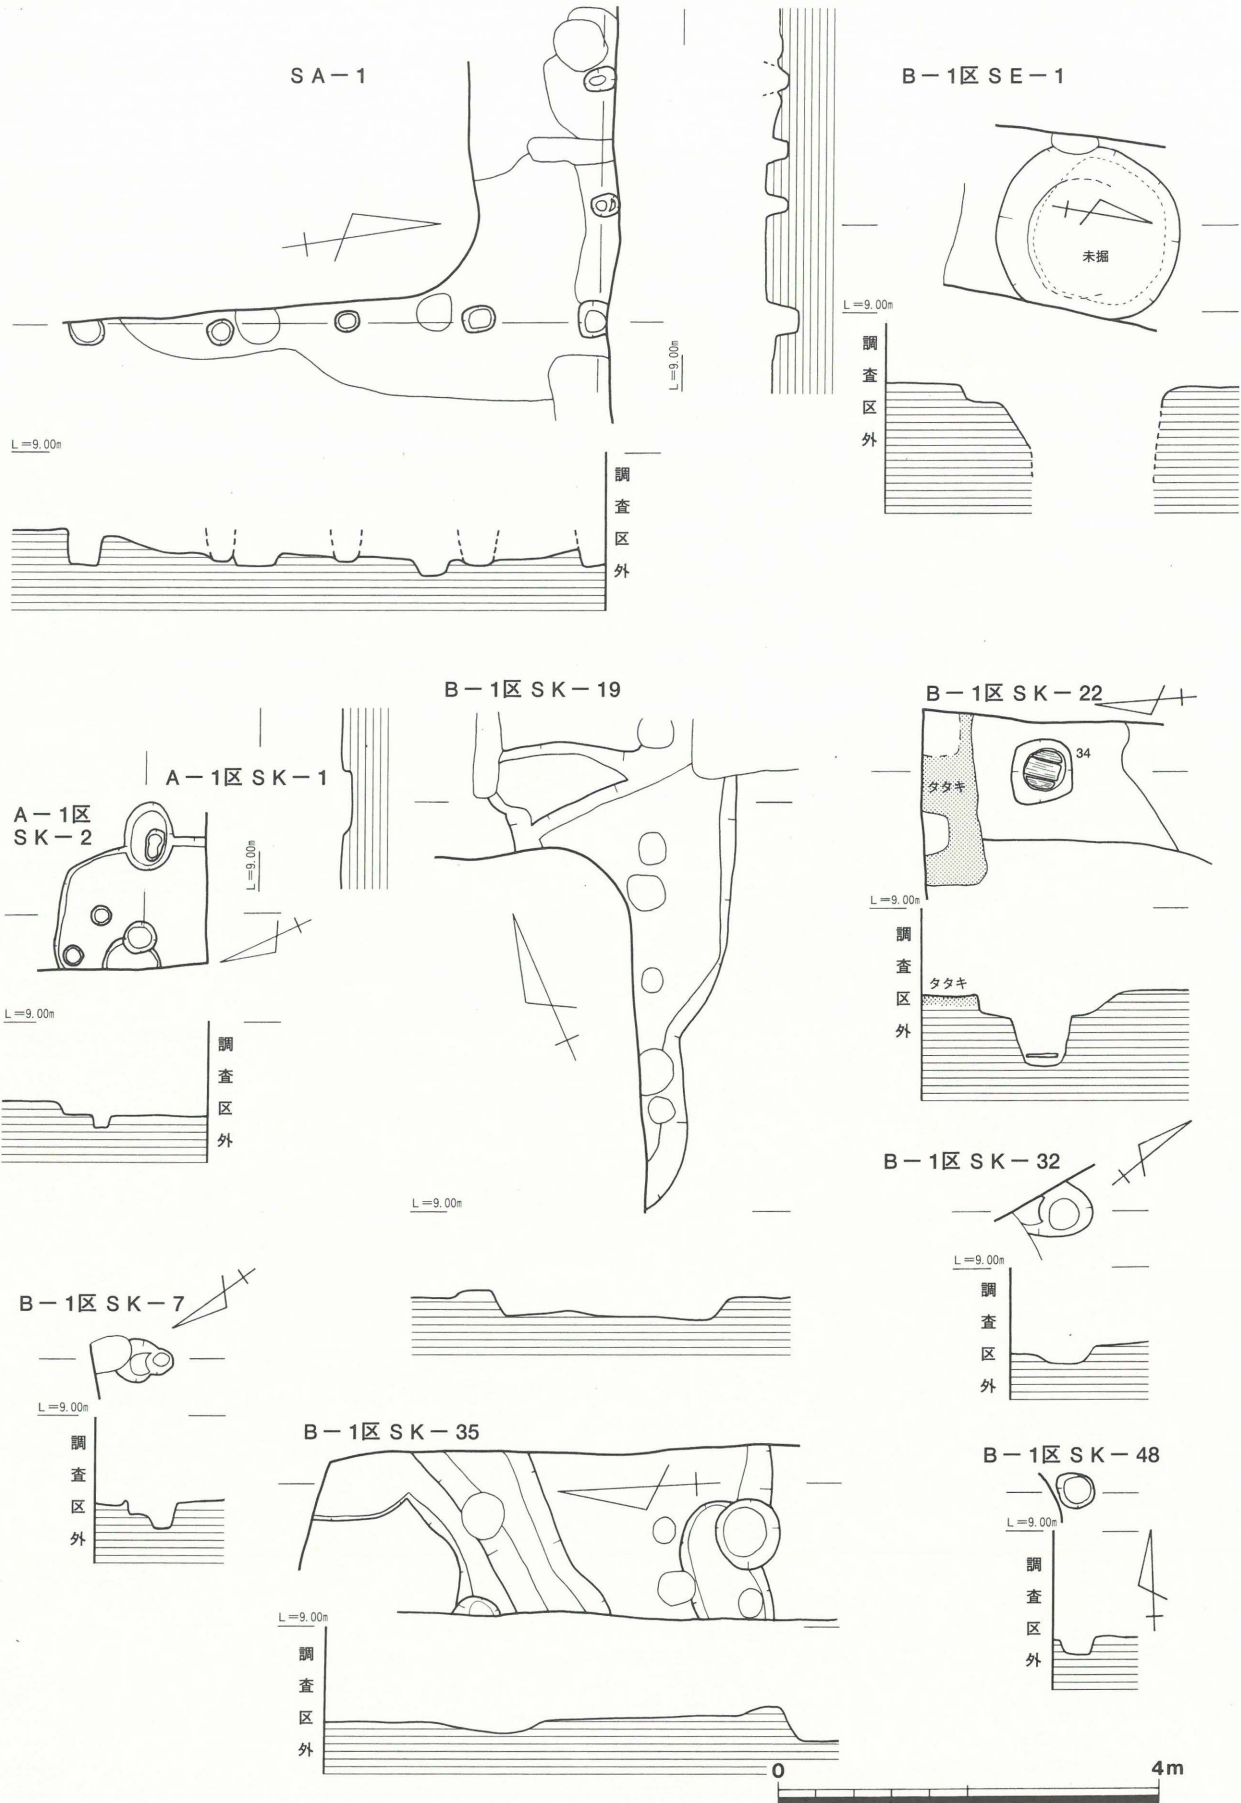 SA－1
B－1区 SE－1
未掘
L＝9.00m
調査区外
L＝9.00m
L＝9.00m
調査区外
B－1区 SK－19
B－1区 SK－22
34
タタキ
A－1区 SK－1
A－1区
SK－2
L＝9.00m
L＝9.00m
調査区外
L＝9.00m
調査区外
タタキ
B－1区 SK－32
L＝9.00m
L＝9.00m
調査区外
B－1区 SK－7
L＝9.00m
調査区外
B－1区 SK－35
L＝9.00m
調査区外
B－1区 SK－48
L＝9.00m
調査区外
0 4m